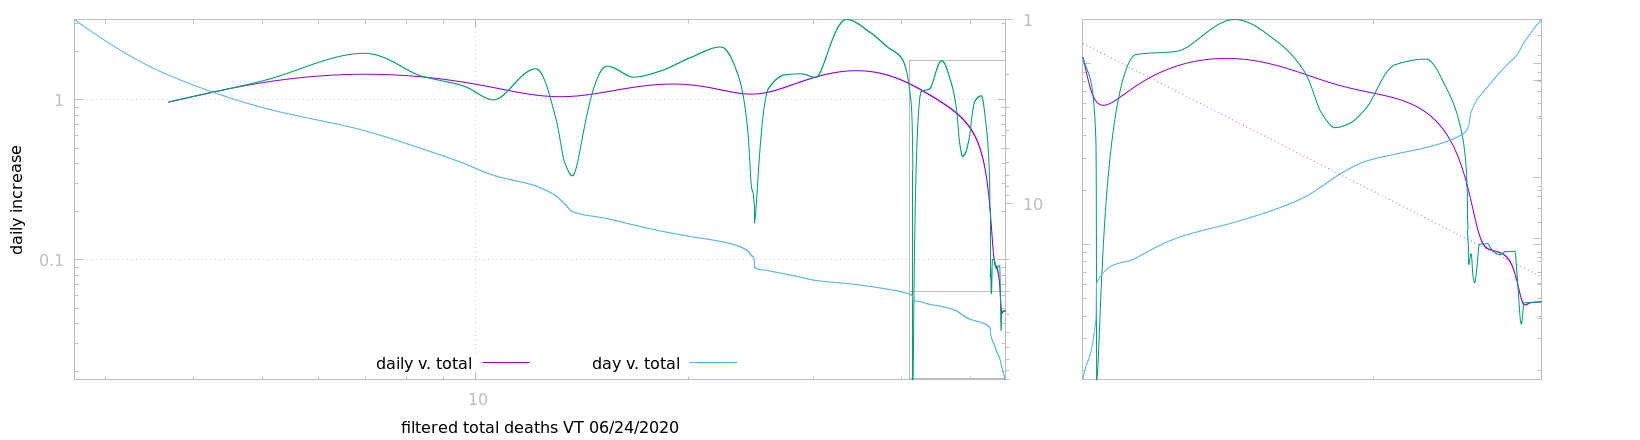 1
1
daily increase
10
0.1
daily v. total
day v. total
10
filtered total deaths VT 06/24/2020